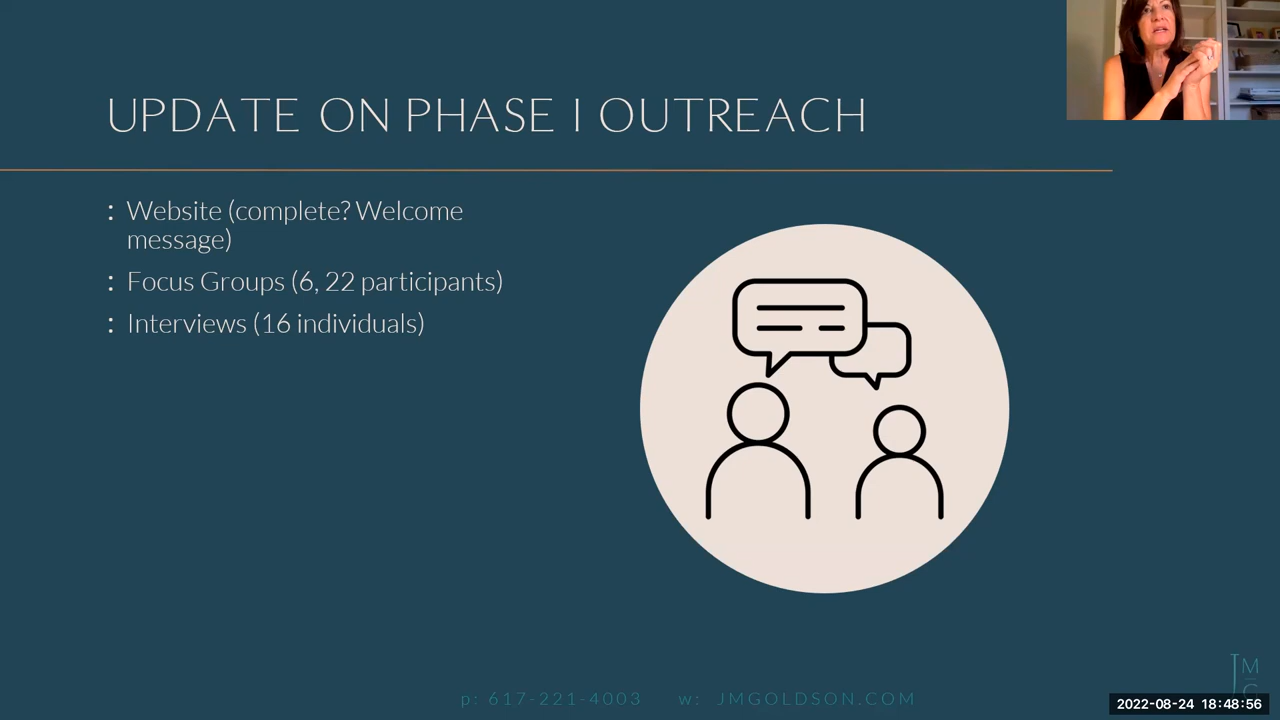 UPDATE ON PHASE I OUTREACH
: Website (complete? Welcome
message)
: Focus Groups (6, 22 participants)
: Interviews (16 individuals)
JM
p: 617-221-4003 w: JMGOLDSON.COM
2022-08-24 18:48:56